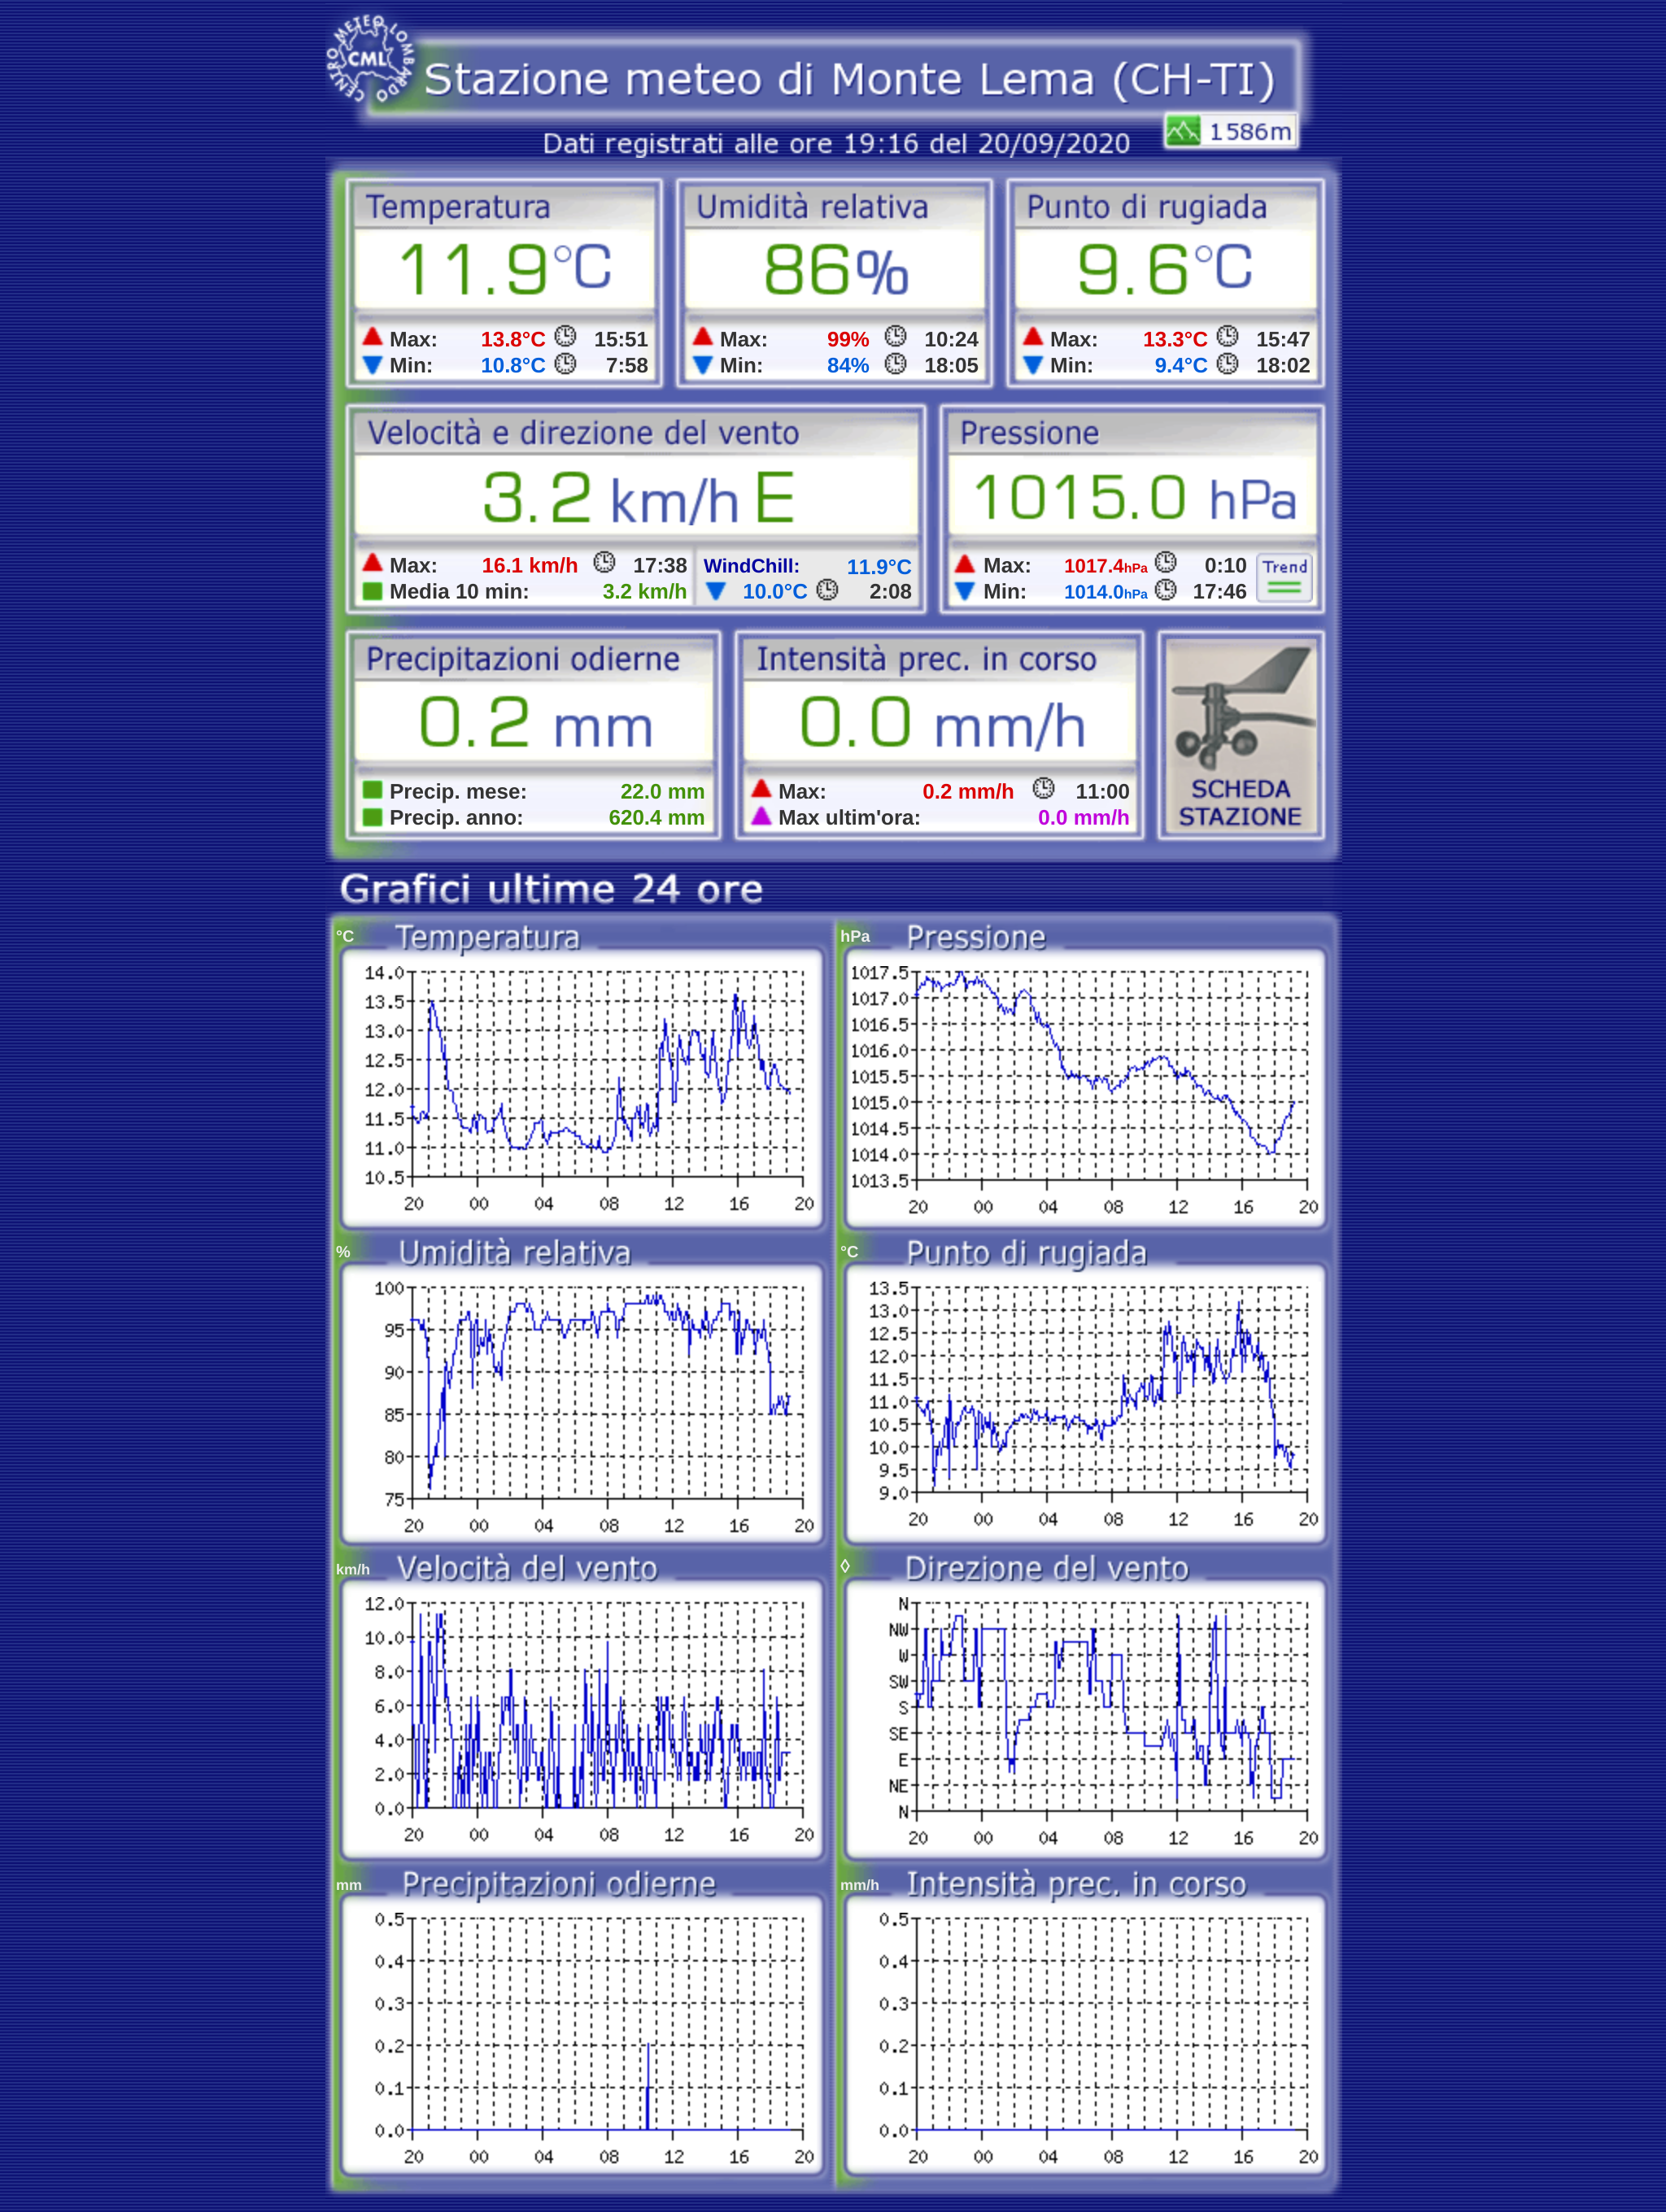 CENTRO METEO LOMBARDO
CML
Stazione meteo di Monte Lema (CH-TI)
Dati registrati alle ore 19:16 del 20/09/2020
1586m
Temperatura
11.9°C
Max: 13.8°C 15:51
Min: 10.8°C 7:58
Umidità relativa
86%
Max: 99% 10:24
Min: 84% 18:05
Punto di rugiada
9.6°C
Max: 13.3°C 15:47
Min: 9.4°C 18:02
Velocità e direzione del vento
3.2 km/h E
Max: 16.1 km/h 17:38
Media 10 min: 3.2 km/h
WindChill: 11.9°C
10.0°C 2:08
Pressione
1015.0 hPa
Max: 1017.4hPa 0:10
Min: 1014.0hPa 17:46
Trend
Precipitazioni odierne
0.2 mm
Precip. mese: 22.0 mm
Precip. anno: 620.4 mm
Intensità prec. in corso
0.0 mm/h
Max: 0.2 mm/h 11:00
Max ultim'ora: 0.0 mm/h
SCHEDA
STAZIONE
Grafici ultime 24 ore
°C Temperatura
14.0
13.5
13.0
12.5
12.0
11.5
11.0
10.5
20 00 04 08 12 16 20
hPa Pressione
1017.5
1017.0
1016.5
1016.0
1015.5
1015.0
1014.5
1014.0
1013.5
20 00 04 08 12 16 20
% Umidità relativa
100
95
90
85
80
75
20 00 04 08 12 16 20
°C Punto di rugiada
13.5
13.0
12.5
12.0
11.5
11.0
10.5
10.0
9.5
9.0
20 00 04 08 12 16 20
km/h Velocità del vento
12.0
10.0
8.0
6.0
4.0
2.0
0.0
20 00 04 08 12 16 20
◊ Direzione del vento
N
NW
W
SW
S
SE
E
NE
N
20 00 04 08 12 16 20
mm Precipitazioni odierne
0.5
0.4
0.3
0.2
0.1
0.0
20 00 04 08 12 16 20
mm/h Intensità prec. in corso
0.5
0.4
0.3
0.2
0.1
0.0
20 00 04 08 12 16 20